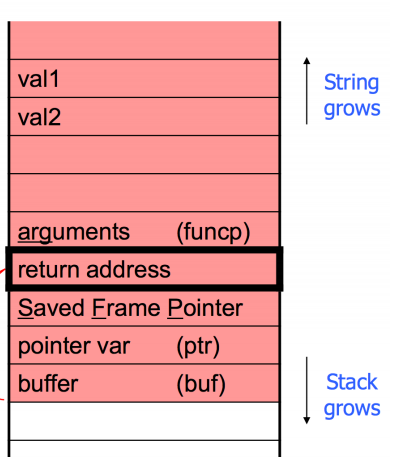 val1
String
grows
val2
arguments (funcp)
return address
Saved Frame Pointer
pointer var (ptr)
buffer (buf)
Stack
grows